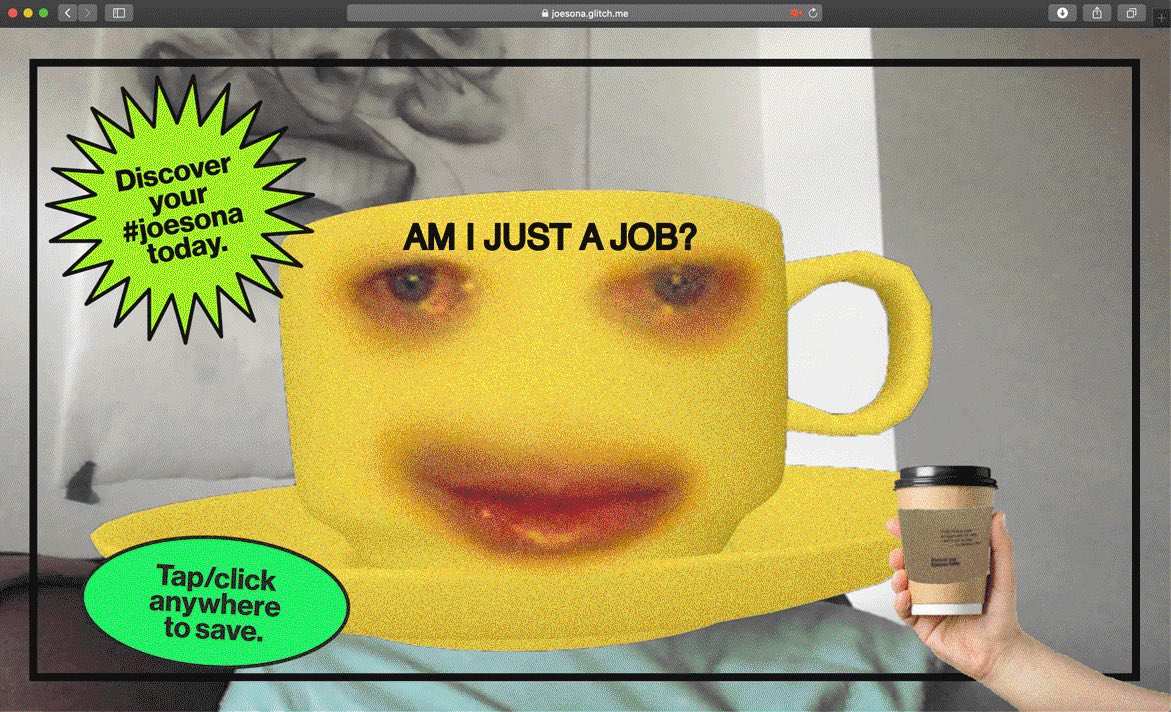 joesona.glitch.me
Discover
your
#joesona
today.
AM I JUST A JOB?
Tap/click
anywhere
to save.